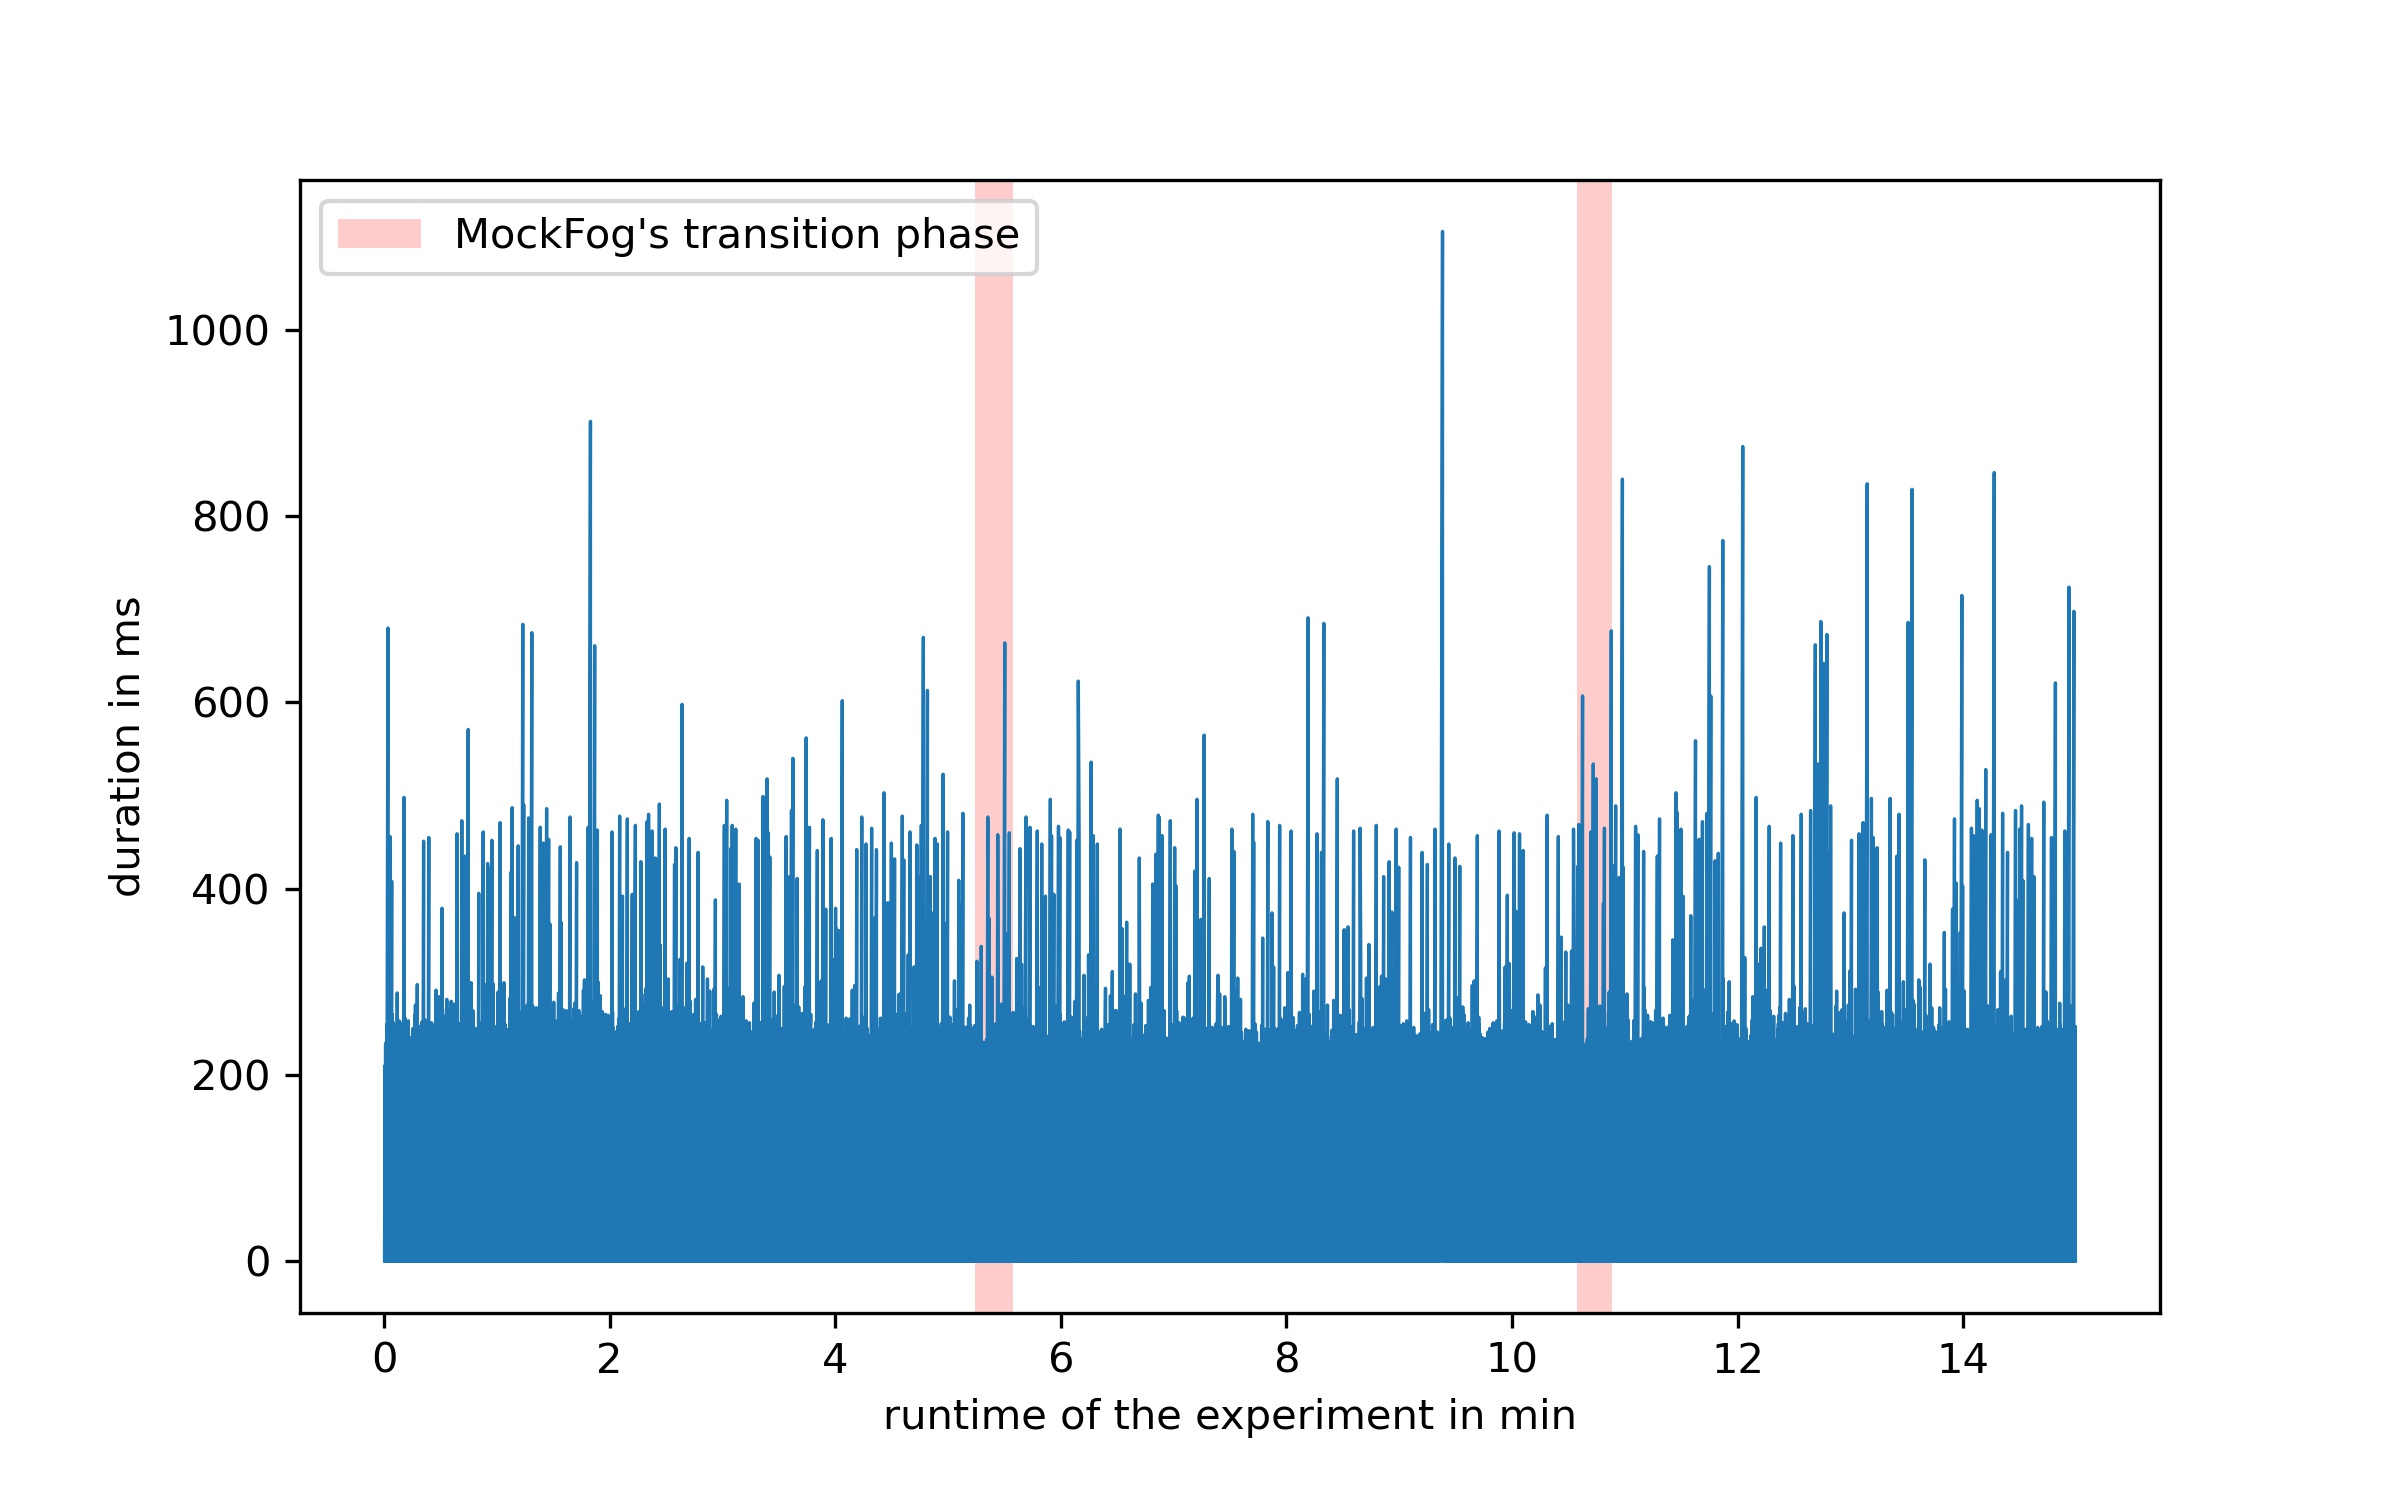 MockFog's transition phase
1000
800
600
400
200
0
duration in ms
0 2 4 6 8 10 12 14
runtime of the experiment in min